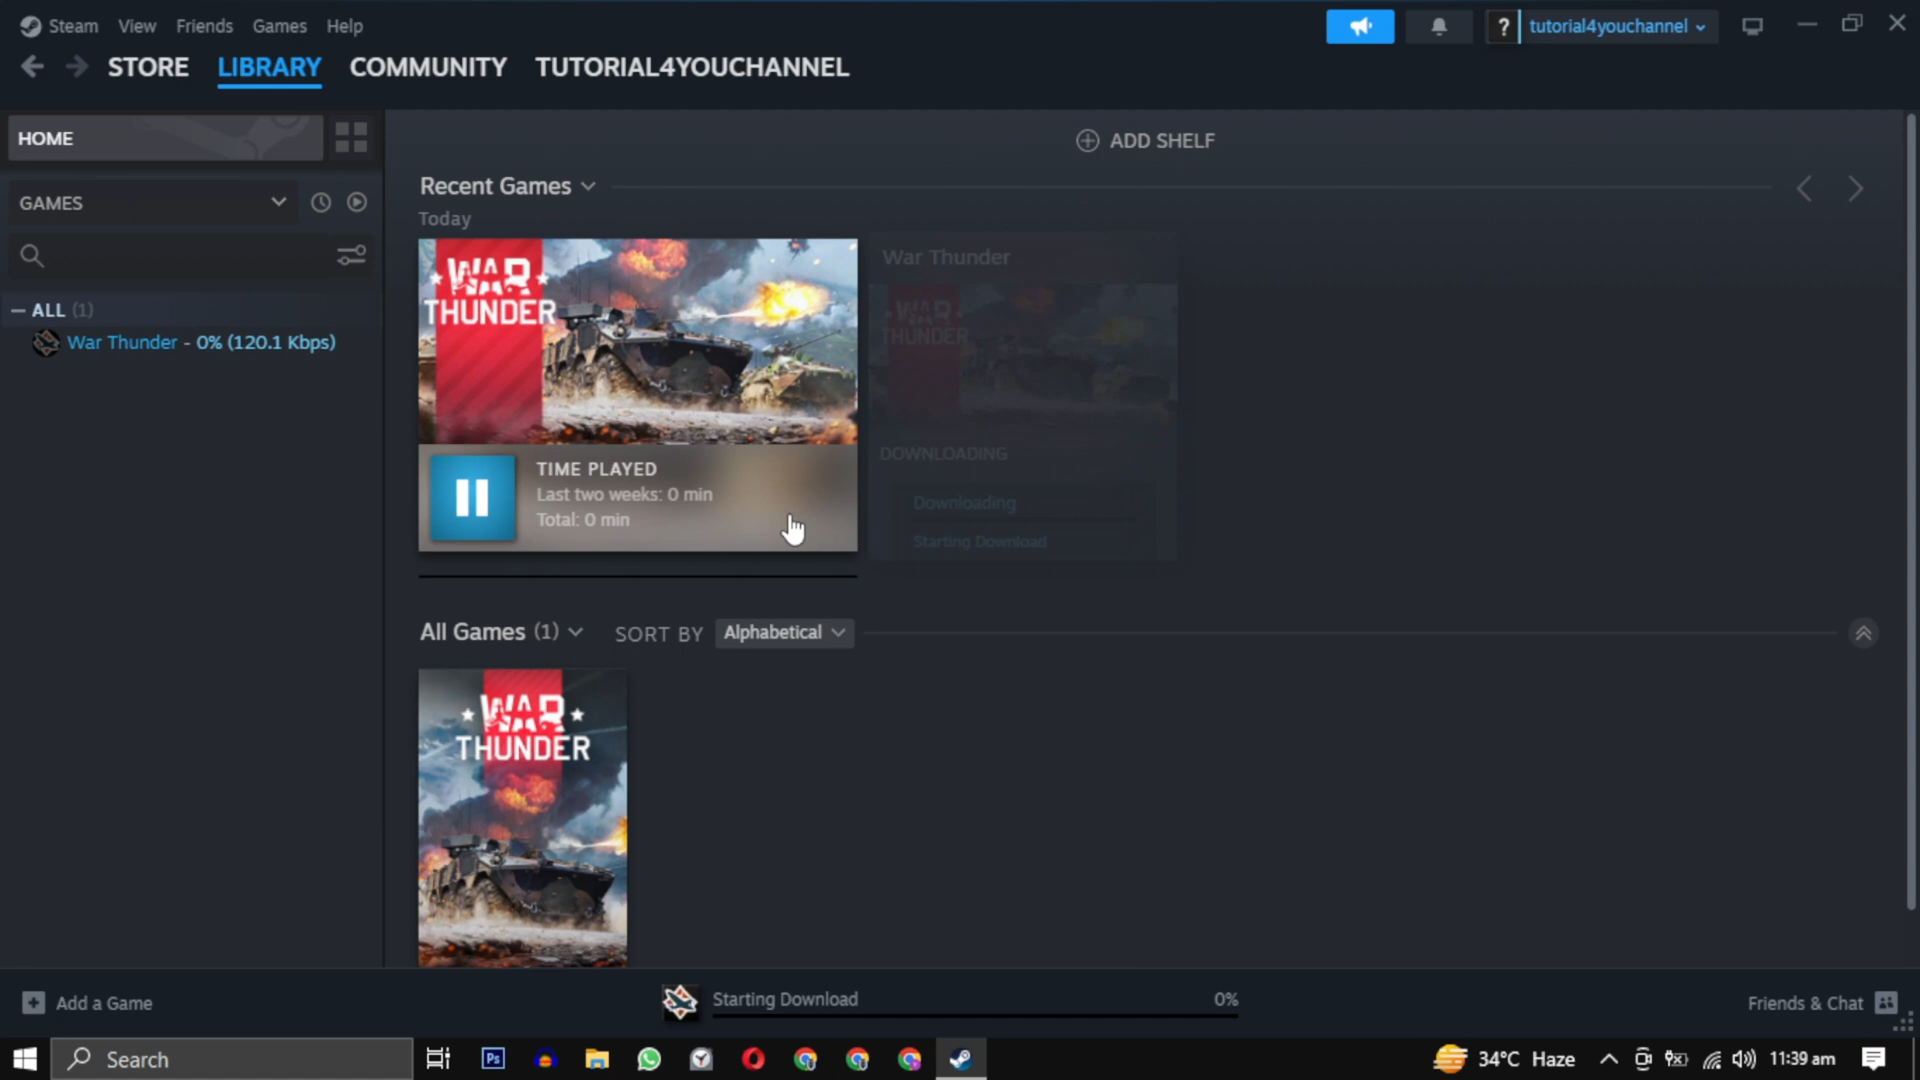 Steam View Friends Games Help
? tutorial4youchannel
STORE LIBRARY COMMUNITY TUTORIAL4YOUCHANNEL
HOME
ADD SHELF
GAMES
Recent Games
Today
WAR THUNDER
War Thunder
WAR THUNDER
ALL (1)
War Thunder - 0% (120.1 Kbps)
DOWNLOADING
Downloading
Starting Download
TIME PLAYED
Last two weeks: 0 min
Total: 0 min
All Games (1) SORT BY Alphabetical
WAR THUNDER
Add a Game
Starting Download 0%
Friends & Chat
Search
Ps
34°C Haze
11:39 am